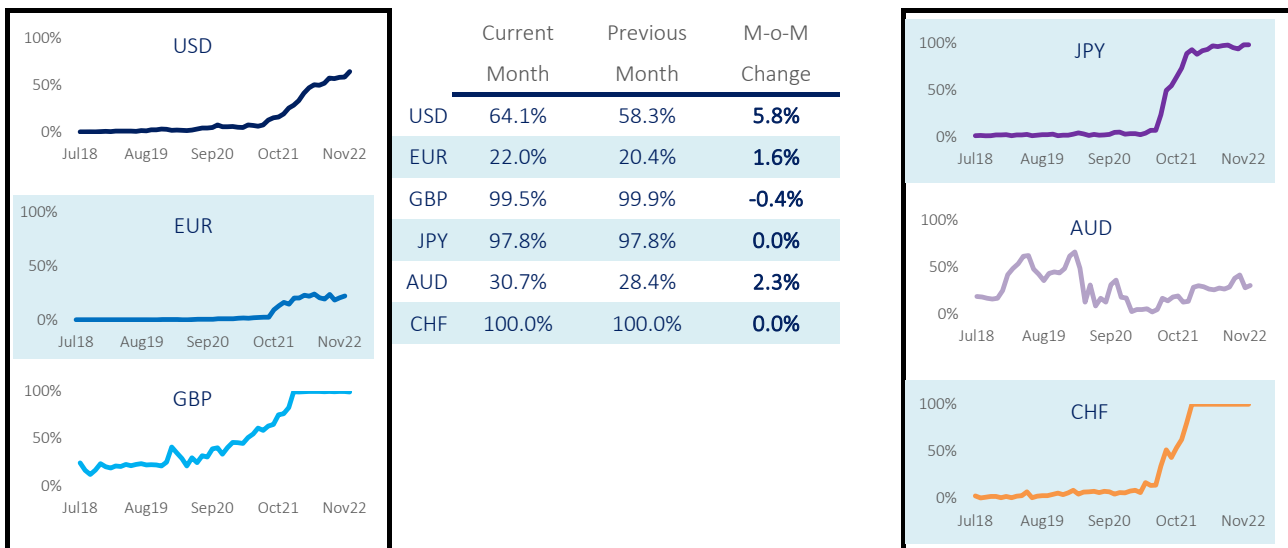 USD
100%
50%
0%
Jul18 Aug19 Sep20 Oct21 Nov22
EUR
100%
50%
0%
Jul18 Aug19 Sep20 Oct21 Nov22
GBP
100%
50%
0%
Jul18 Aug19 Sep20 Oct21 Nov22
Current Previous M-o-M
Month Month Change
USD 64.1% 58.3% 5.8%
EUR 22.0% 20.4% 1.6%
GBP 99.5% 99.9% -0.4%
JPY 97.8% 97.8% 0.0%
AUD 30.7% 28.4% 2.3%
CHF 100.0% 100.0% 0.0%
JPY
100%
50%
0%
Jul18 Aug19 Sep20 Oct21 Nov22
AUD
100%
50%
0%
Jul18 Aug19 Sep20 Oct21 Nov22
CHF
100%
50%
0%
Jul18 Aug19 Sep20 Oct21 Nov22